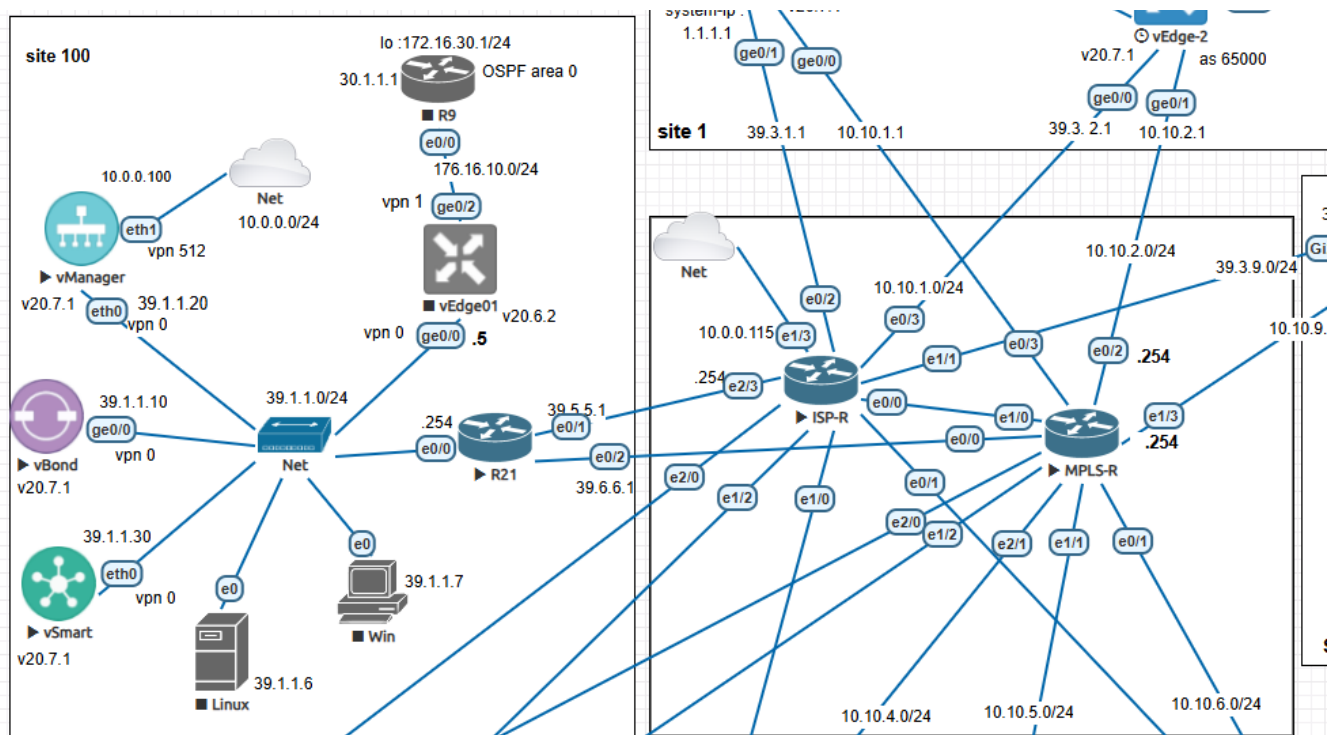 site 100
lo :172.16.30.1/24
30.1.1.1
OSPF area 0
R9
e0/0
176.16.10.0/24
vpn 1
ge0/2
10.0.0.100
Net
10.0.0.0/24
eth1
vpn 512
vManager
v20.7.1
eth0
39.1.1.20
vpn 0
vEdge01
v20.6.2
vpn 0
ge0/0
.5
39.1.1.10
ge0/0
vpn 0
vBond
v20.7.1
39.1.1.0/24
Net
.254
e0/0
R21
39.5.5.1
e0/1
e0/2
39.6.6.1
39.1.1.30
eth0
vpn 0
vSmart
v20.7.1
e0
Linux
39.1.1.6
e0
39.1.1.7
Win
system-ip :
1.1.1.1
ge0/1
ge0/0
vEdge-2
v20.7.1
as 65000
ge0/0
ge0/1
site 1
39.3.1.1
10.10.1.1
39.3. 2.1
10.10.2.1
Net
10.0.0.115
e1/3
e0/2
10.10.1.0/24
e0/3
10.10.2.0/24
39.3.9.0/24
Gi
10.10.9.
e1/1
e0/3
e0/2
.254
.254
e2/3
ISP-R
e0/0
e1/0
e1/3
.254
e0/0
MPLS-R
e2/0
e1/2
e1/0
e0/1
e2/0
e1/2
e2/1
e1/1
e0/1
10.10.4.0/24
10.10.5.0/24
10.10.6.0/24